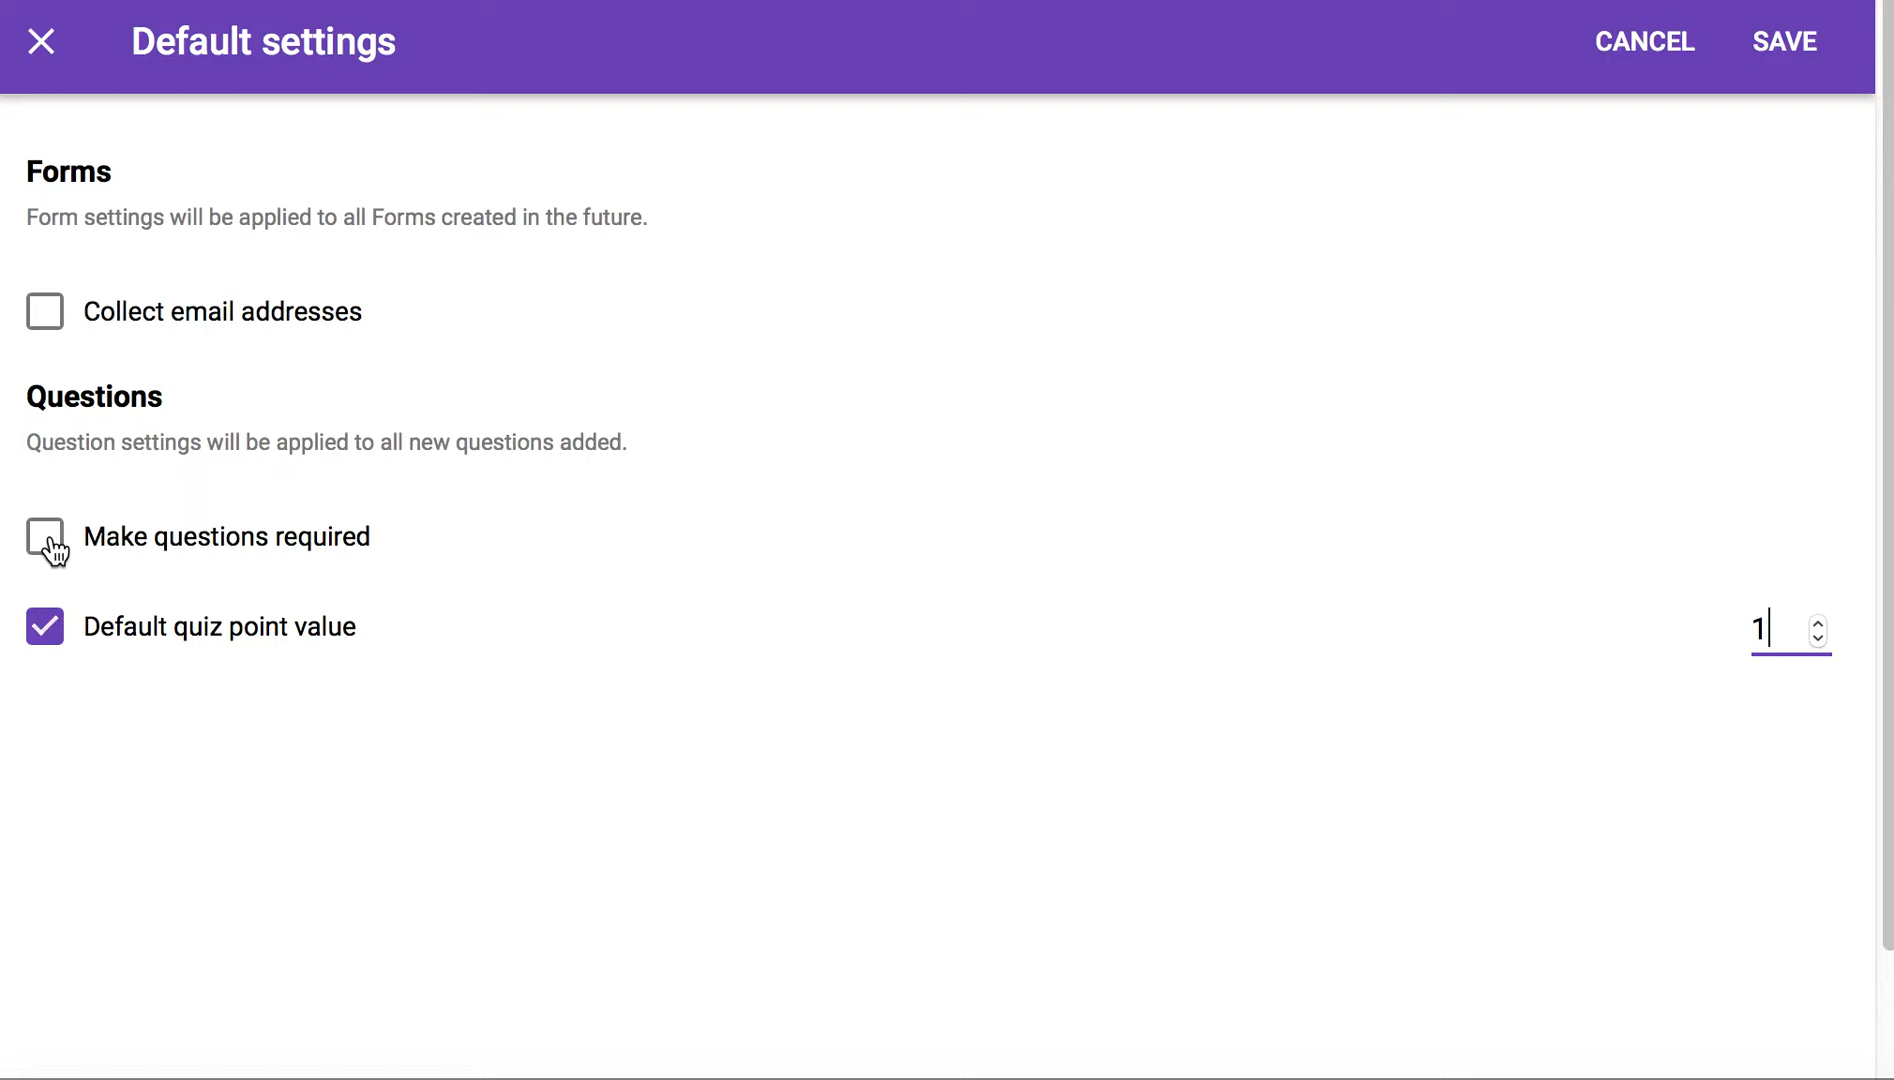 Default settings
CANCEL
SAVE
Forms
Form settings will be applied to all Forms created in the future.
Collect email addresses
Questions
Question settings will be applied to all new questions added.
Make questions required
Default quiz point value
1